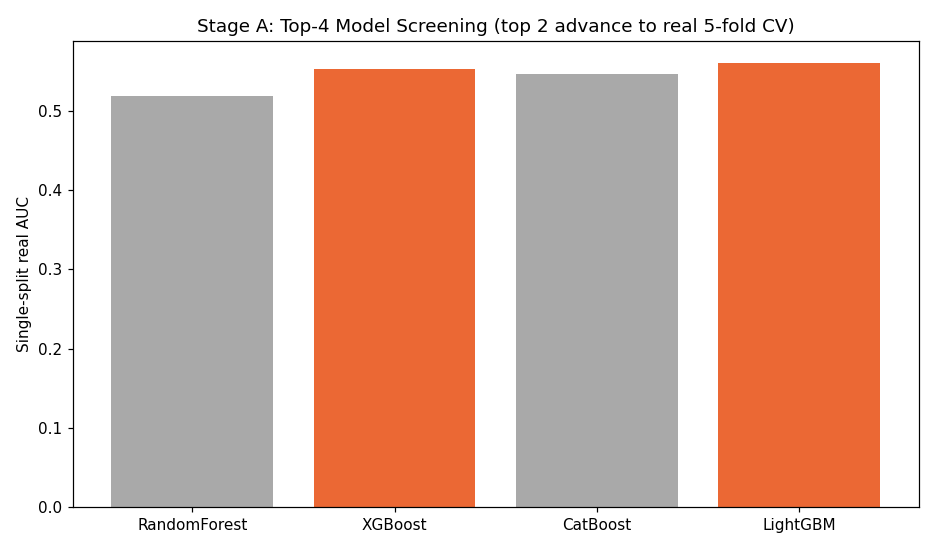 Stage A: Top-4 Model Screening (top 2 advance to real 5-fold CV)
Single-split real AUC
0.5
0.4
0.3
0.2
0.1
0.0
RandomForest
XGBoost
CatBoost
LightGBM